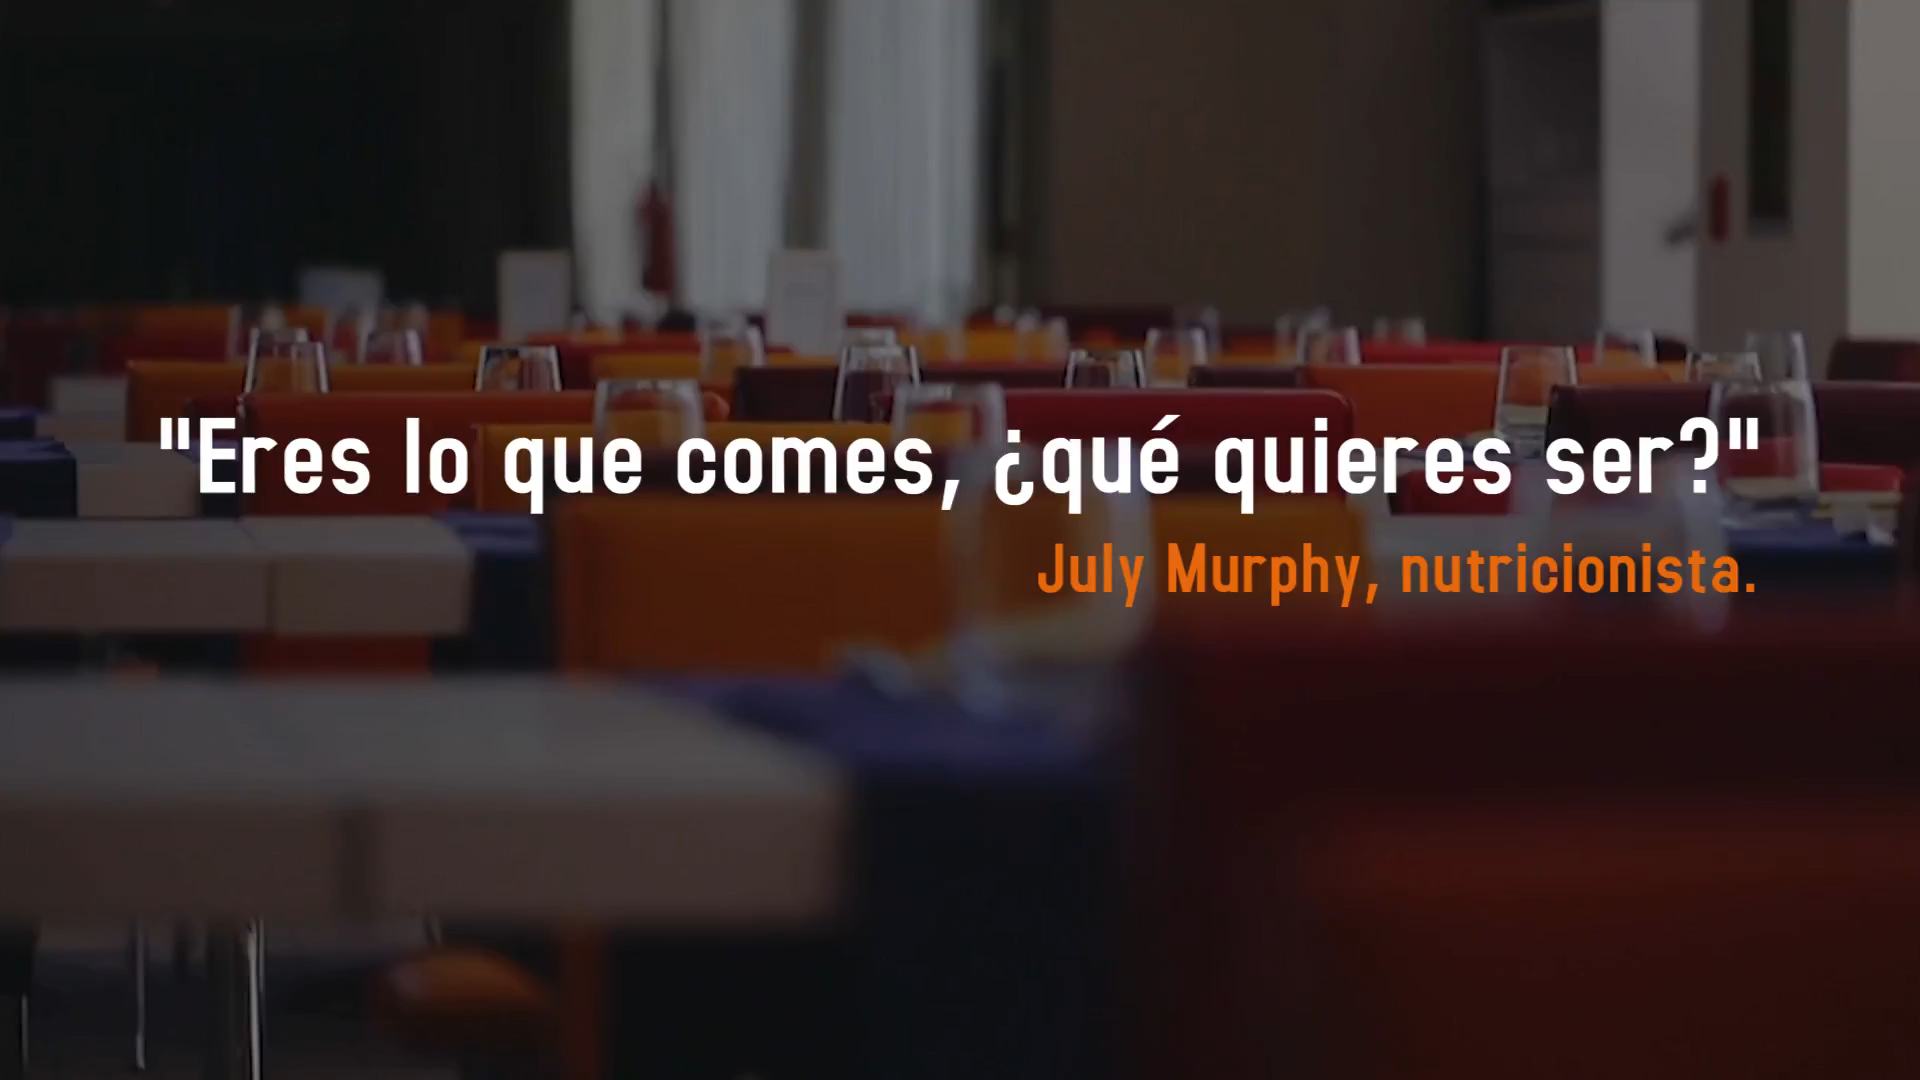 "Eres lo que comes, ¿qué quieres ser?"
July Murphy, nutricionista.